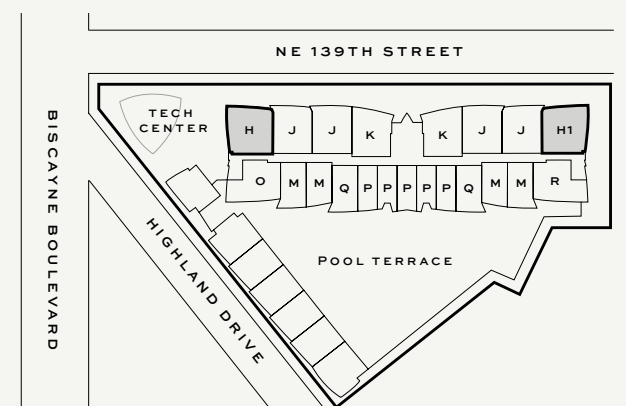 NE 139TH STREET
BISCAYNE BOULEVARD
TECH
CENTER
H J J K K J J H1
O M M Q P P P P P Q M M R
HIGHLAND DRIVE
POOL TERRACE